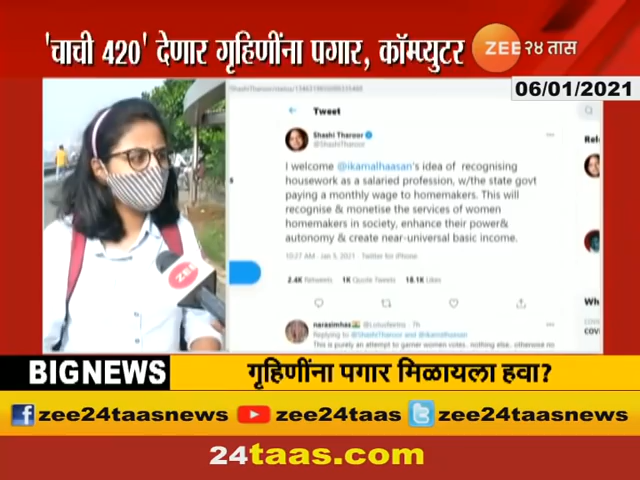 'चाची 420' देणार गृहिणींना पगार, कॉम्प्युटर
ZEE २४ तास
06/01/2021
Tweet
Shashi Tharoor
@ShashiTharoor
I welcome @ikamalhaasan's idea of recognising
housework as a salaried profession, w/the state govt
paying a monthly wage to homemakers. This will
recognise & monetise the services of women
homemakers in society, enhance their power&
autonomy & create near-universal basic income.
10:27 AM · Jan 5, 2021 · Twitter for iPhone
2.4K Retweets 1K Quote Tweets 18.1K Likes
Replying to @ShashiTharoor and @ikamalhaasan
This is purely an attempt to garner women votes.. nothing else.. otherwise no
Rel
Wh
ZEE
BIGNEWS
गृहिणींना पगार मिळायला हवा?
zee24taasnews zee24taasnews zee24taasnews
24taas.com